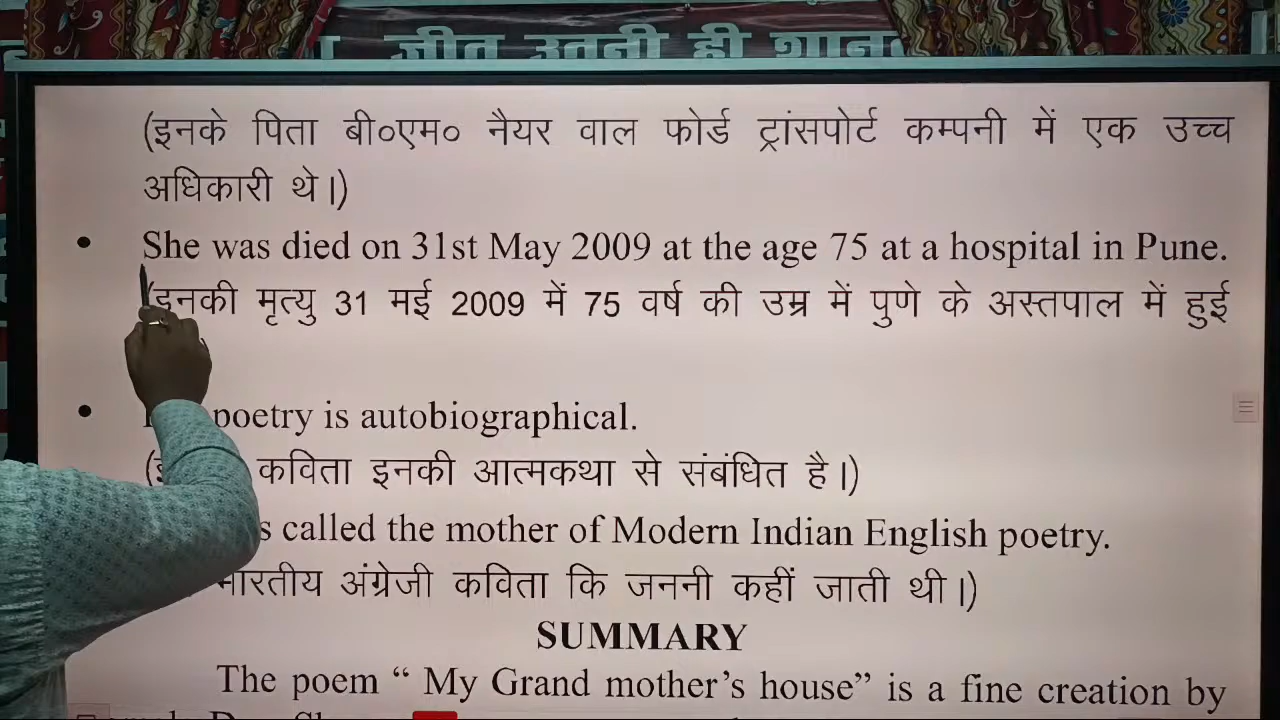 जीत उतनी ही शानदार
(इनके पिता बी०एम० नैयर वाल फोर्ड ट्रांसपोर्ट कम्पनी में एक उच्च
अधिकारी थे।)
• She was died on 31st May 2009 at the age 75 at a hospital in Pune.
(इनकी मृत्यु 31 मई 2009 में 75 वर्ष की उम्र में पुणे के अस्तपाल में हुई
• poetry is autobiographical.
कविता इनकी आत्मकथा से संबंधित है।)
called the mother of Modern Indian English poetry.
भारतीय अंग्रेजी कविता कि जननी कहीं जाती थी।)
SUMMARY
The poem “ My Grand mother’s house” is a fine creation by